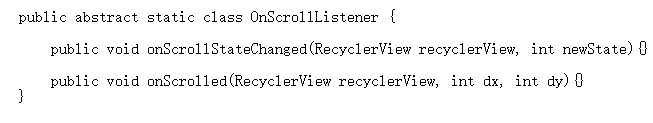 public abstract static class OnScrollListener {
public void onScrollStateChanged(RecyclerView recyclerView, int newState){}
public void onScrolled(RecyclerView recyclerView, int dx, int dy){}
}